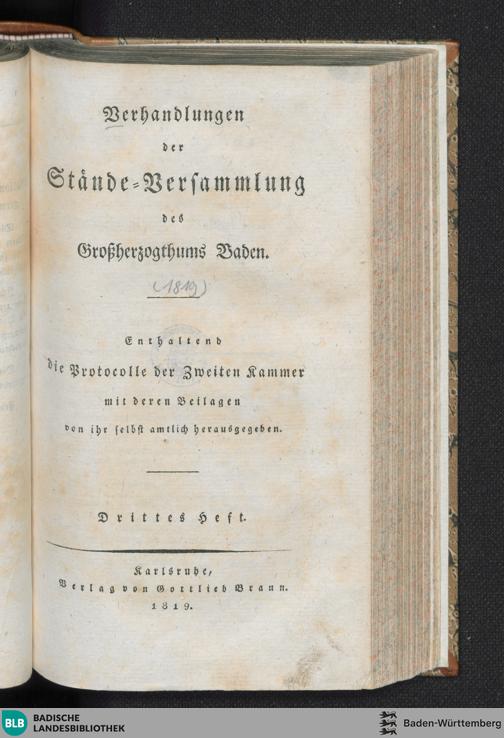 Verhandlungen
der
Stände-Versammlung
des
Großherzogthums Baden.
(1819)
Enthaltend
die Protocolle der Zweiten Kammer
mit deren Beilagen
von ihr selbst amtlich herausgegeben.
Drittes Heft.
Karlsruhe,
Verlag von Gottlieb Braun.
1819.
BLB
BADISCHE
LANDESBIBLIOTHEK
Baden-Württemberg